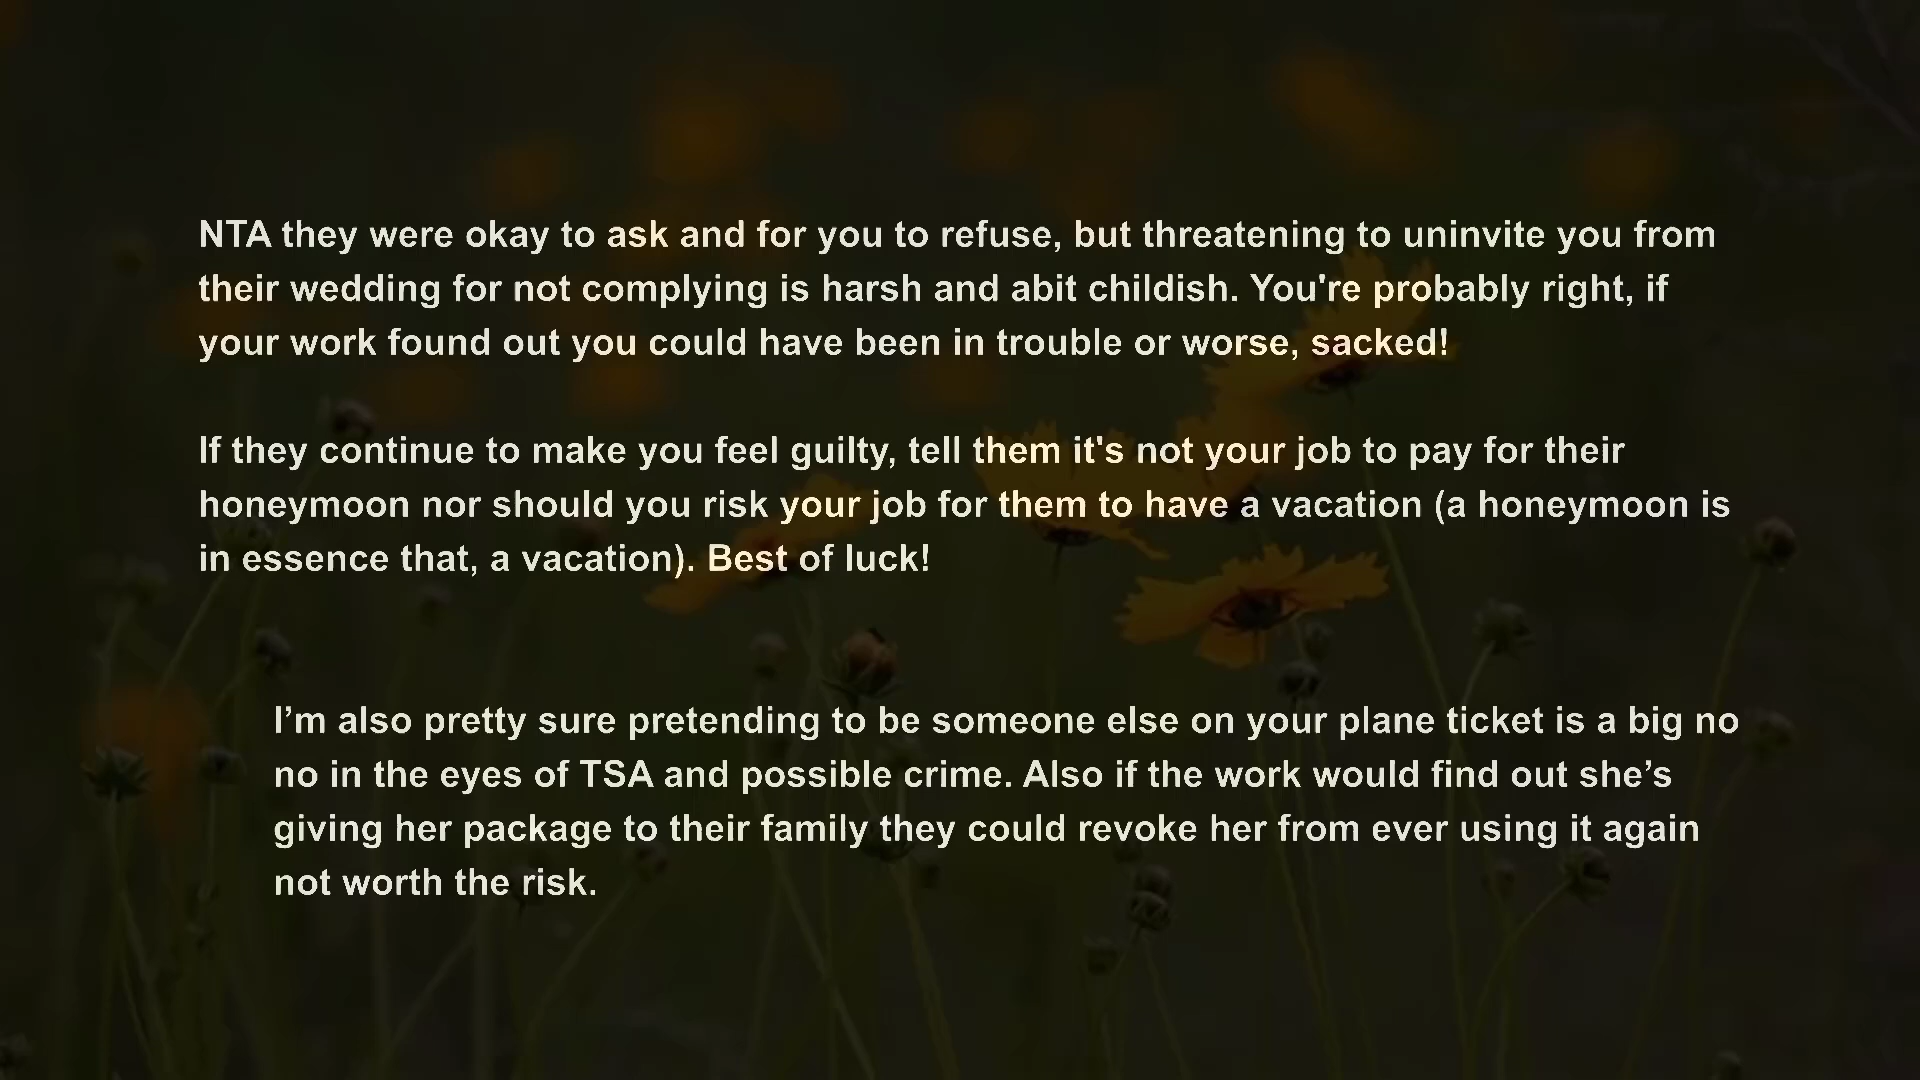 NTA they were okay to ask and for you to refuse, but threatening to uninvite you from
their wedding for not complying is harsh and abit childish. You're probably right, if
your work found out you could have been in trouble or worse, sacked!
If they continue to make you feel guilty, tell them it's not your job to pay for their
honeymoon nor should you risk your job for them to have a vacation (a honeymoon is
in essence that, a vacation). Best of luck!
I’m also pretty sure pretending to be someone else on your plane ticket is a big no
no in the eyes of TSA and possible crime. Also if the work would find out she’s
giving her package to their family they could revoke her from ever using it again
not worth the risk.